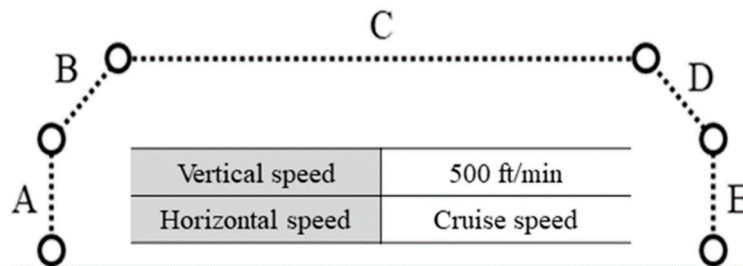 C
B
D
A
E
Vertical speed 500 ft/min
Horizontal speed Cruise speed